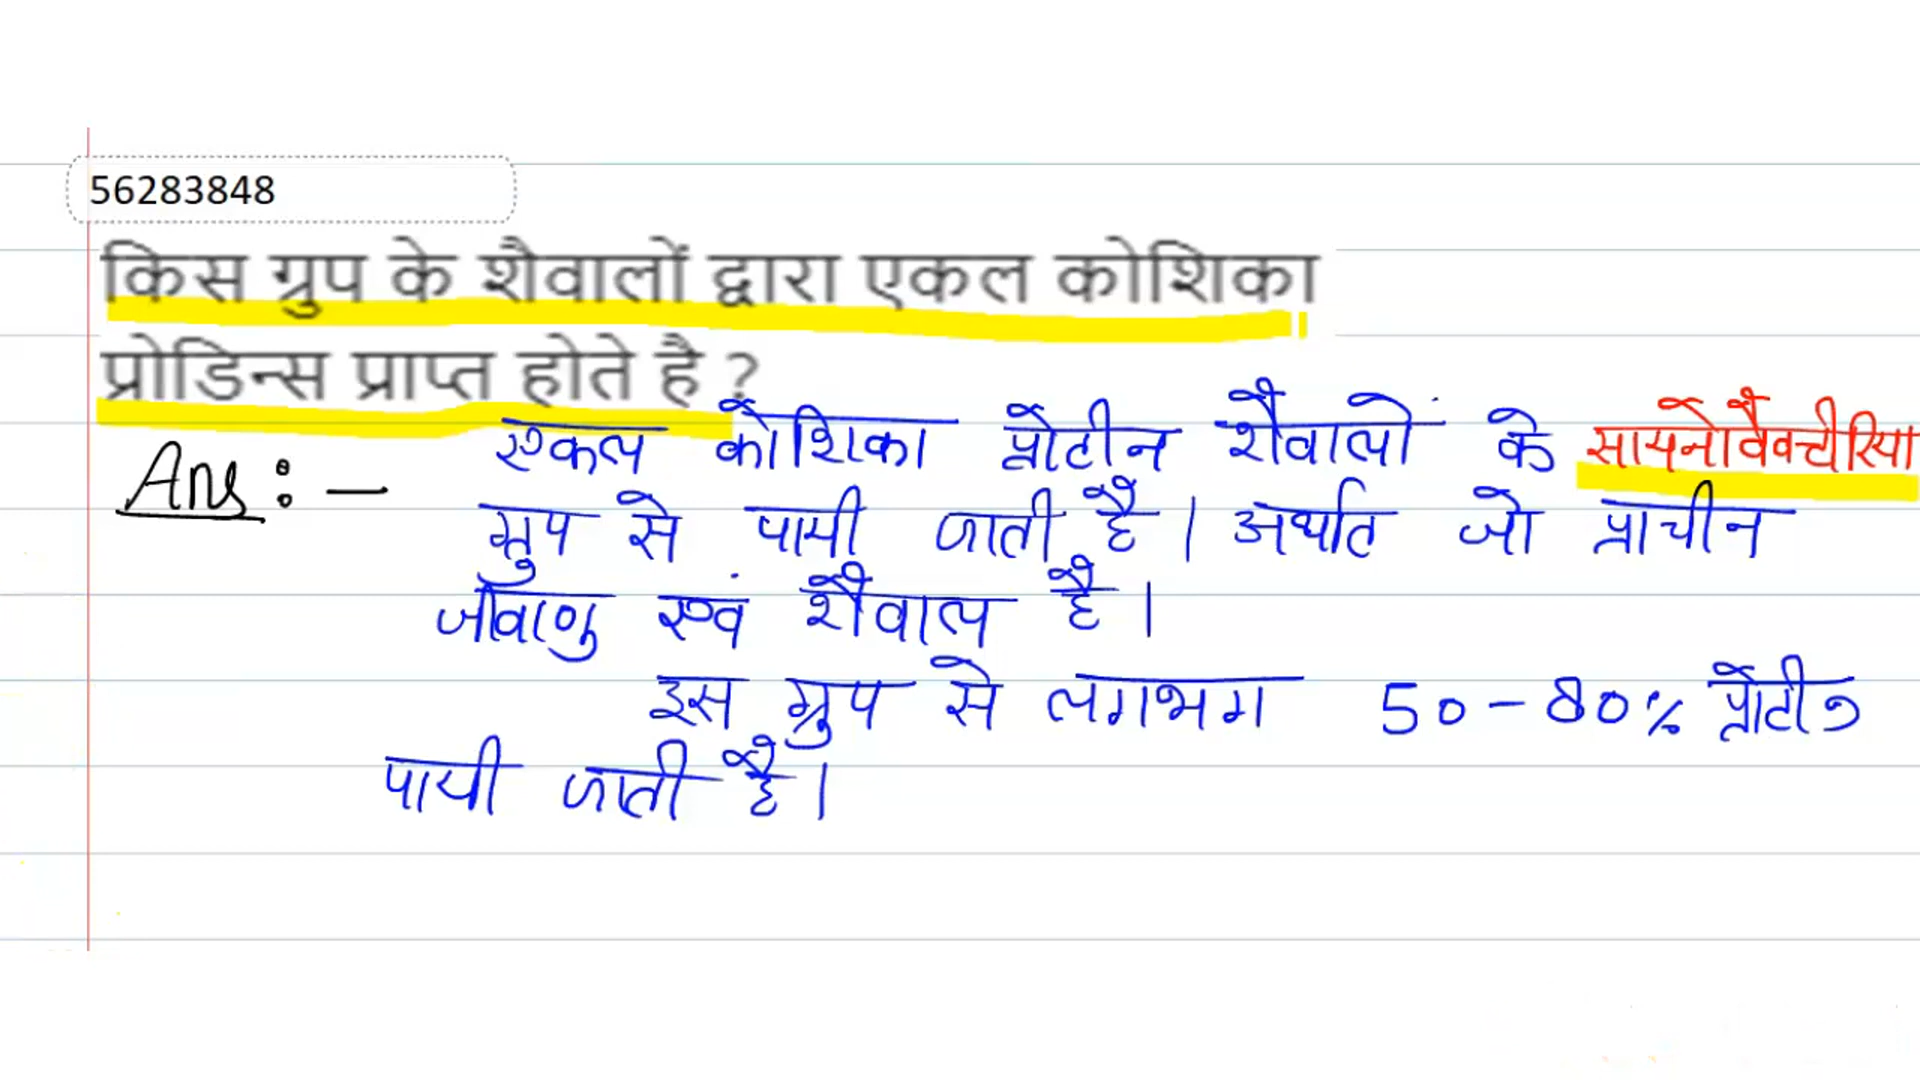 56283848
किस ग्रुप के शैवालों द्वारा एकल कोशिका
प्रोडिन्स प्राप्त होते है ?
Ans : - एकल कोशिका प्रोटीन शैवालों के सायनोबैक्टीरिया
ग्रुप से पायी जाती है। अर्थात जो प्राचीन
जीवाणु एवं शैवाल है।
इस ग्रुप से लगभग 50-80% प्रोटीन
पायी जाती है।